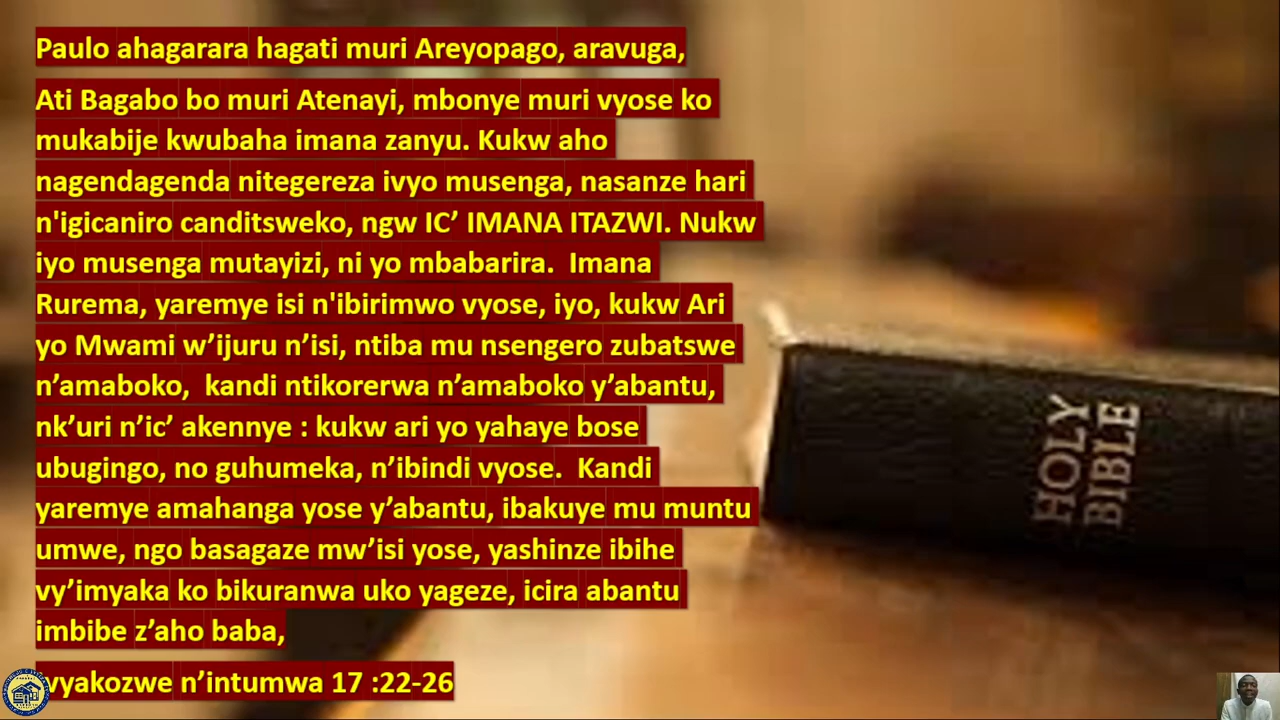 Paulo ahagarara hagati muri Areyopago, aravuga,
Ati Bagabo bo muri Atenayi, mbonye muri vyose ko
mukabije kwubaha imana zanyu. Kukw aho
nagendagenda nitegereza ivyo musenga, nasanze hari
n'igicaniro canditsweko, ngw IC’ IMANA ITAZWI. Nukw
iyo musenga mutayizi, ni yo mbabarira.  Imana
Rurema, yaremye isi n'ibirimwo vyose, iyo, kukw Ari
yo Mwami w’ijuru n’isi, ntiba mu nsengero zubatswe
n’amaboko,  kandi ntikorerwa n’amaboko y’abantu,
nk’uri n’ic’ akennye : kukw ari yo yahaye bose
ubugingo, no guhumeka, n’ibindi vyose.  Kandi
yaremye amahanga yose y’abantu, ibakuye mu muntu
umwe, ngo basagaze mw’isi yose, yashinze ibihe
vy’imyaka ko bikuranwa uko yageze, icira abantu
imbibe z’aho baba,
vyakozwe n’intumwa 17 :22-26
HOLY
BIBLE